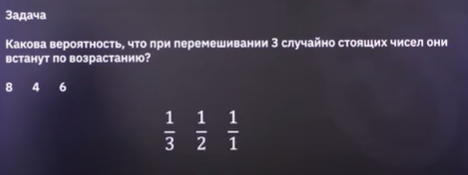 Задача
Какова вероятность, что при перемешивании 3 случайно стоящих чисел они
встанут по возрастанию?
8 4 6
1 1 1
3 2 1